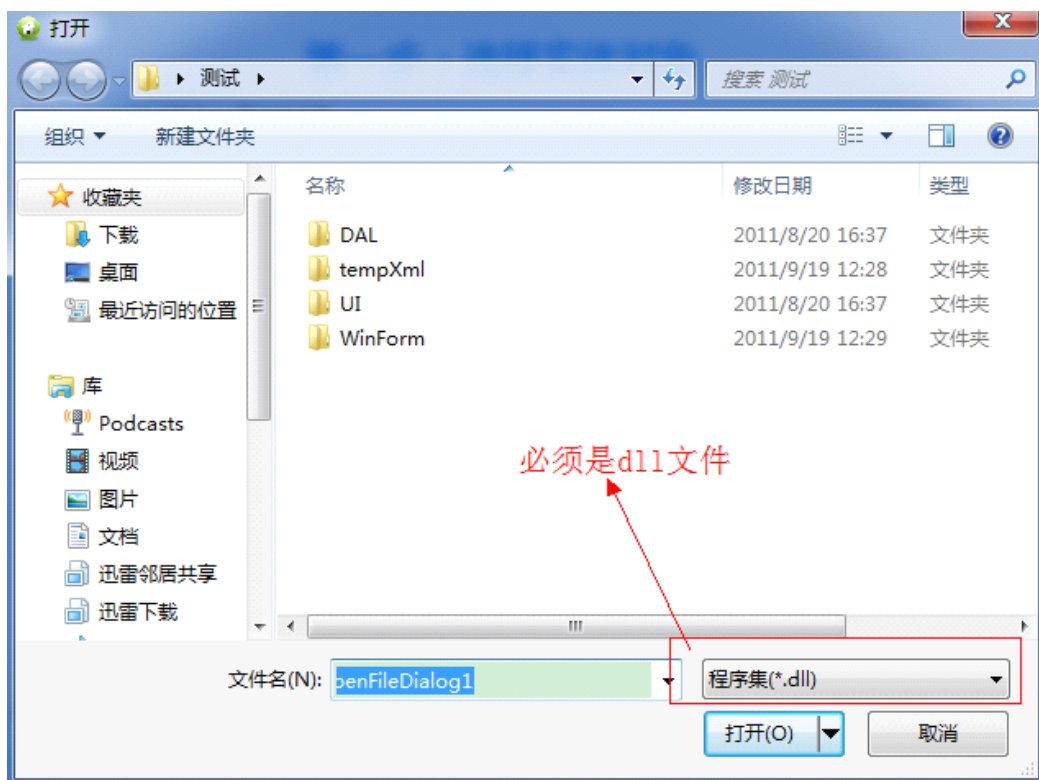 打开
测试
搜索 测试
组织
新建文件夹
名称
修改日期
类型
收藏夹
下载
桌面
最近访问的位置
库
Podcasts
视频
图片
文档
迅雷邻居共享
迅雷下载
DAL 2011/8/20 16:37 文件夹
tempXml 2011/9/19 12:28 文件夹
UI 2011/8/20 16:37 文件夹
WinForm 2011/9/19 12:29 文件夹
必须是dll文件
文件名(N): penFileDialog1
程序集(*.dll)
打开(O)
取消